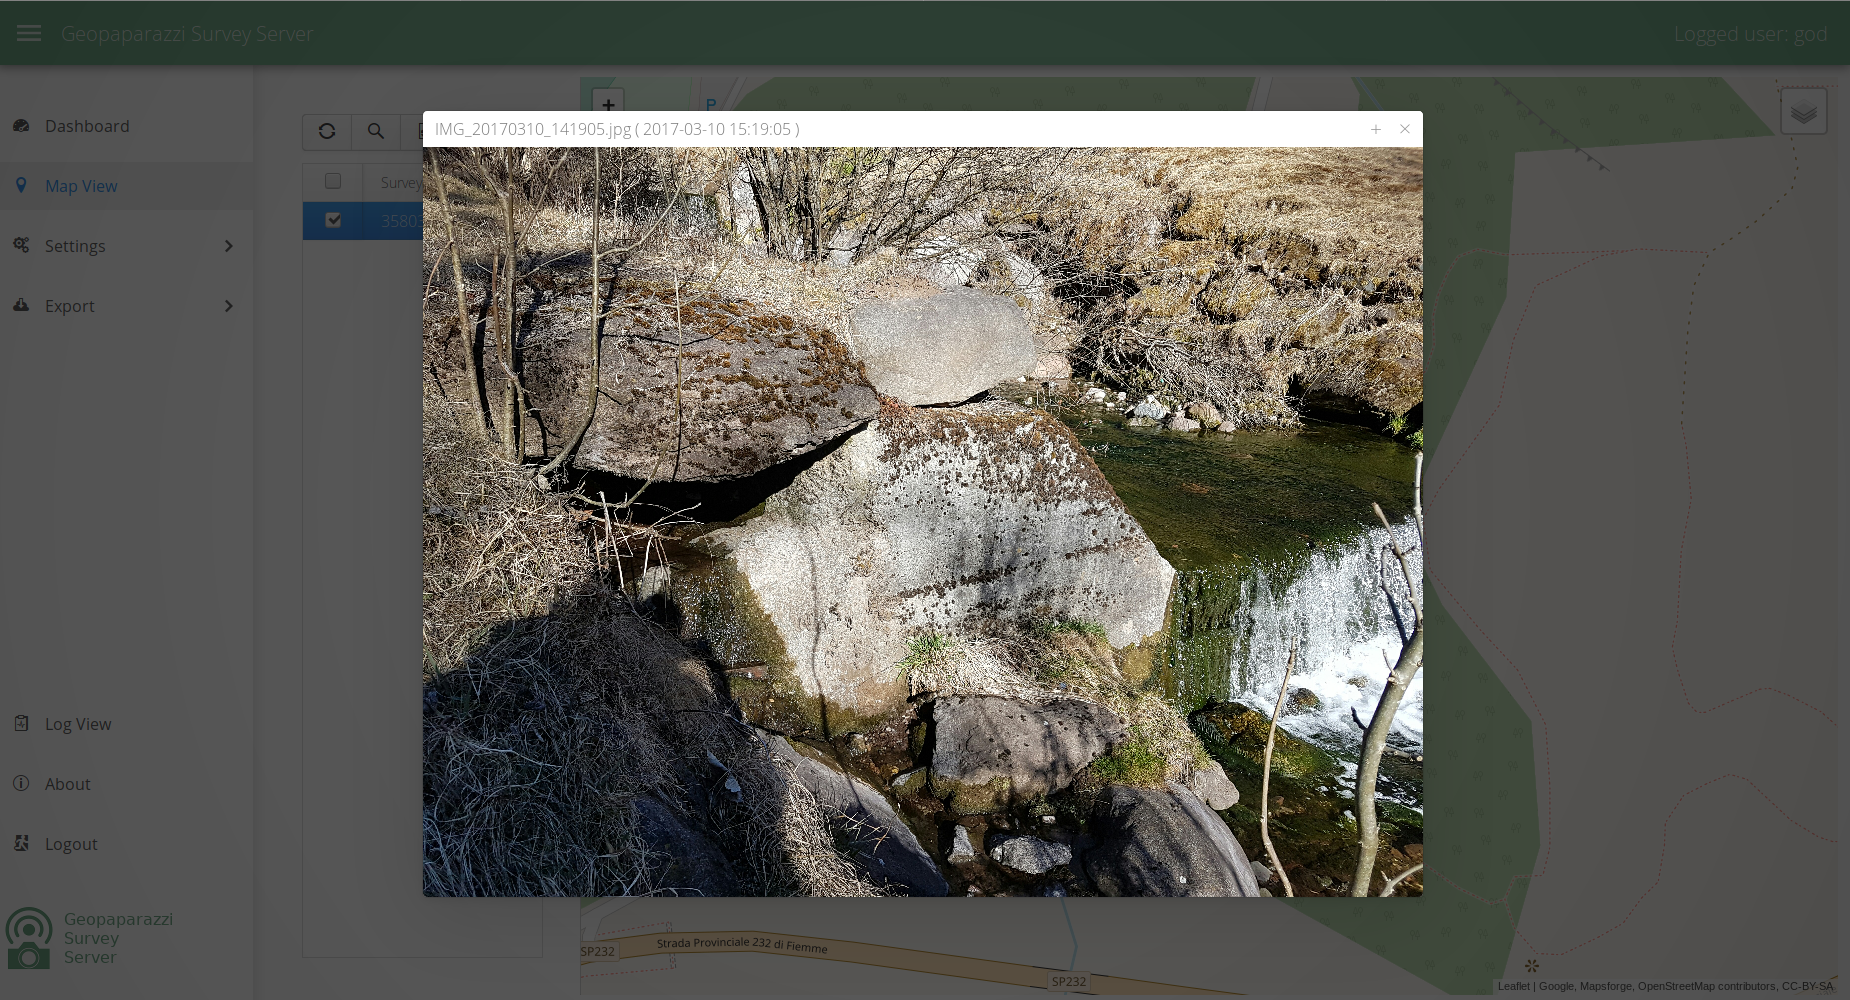 Geopaparazzi Survey Server
Logged user: god
Dashboard
Map View
Settings
Export
Log View
About
Logout
Geopaparazzi
Survey
Server
+
P
Survey
3580
IMG_20170310_141905.jpg ( 2017-03-10 15:19:05 )
Strada Provinciale 232 di Fiemme
SP232
SP232
Leaflet | Google, Mapsforge, OpenStreetMap contributors, CC-BY-SA